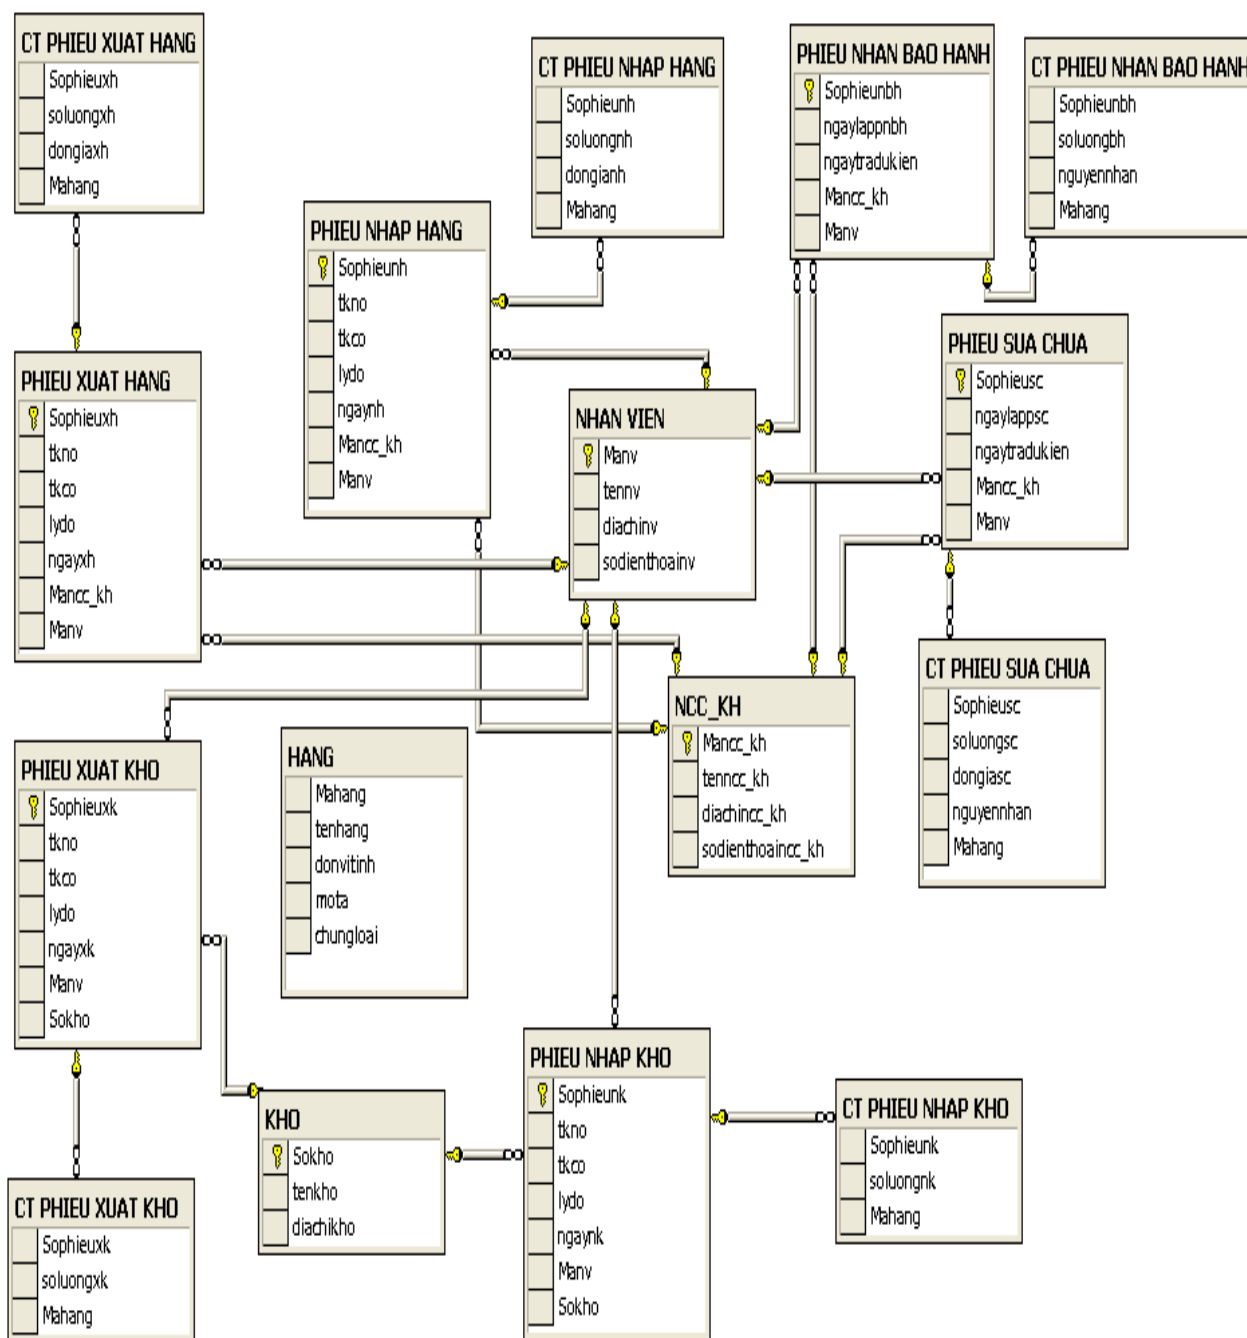 CT PHIEU XUAT HANG
Sophieuxh
soluongxh
dongiaxh
Mahang
CT PHIEU NHAP HANG
Sophieunh
soluongnh
dongianh
Mahang
PHIEU NHAN BAO HANH
Sophieunbh
ngaylappnbh
ngaytradukien
Mancc_kh
Manv
CT PHIEU NHAN BAO HANH
Sophieunbh
soluongbh
nguyennhan
Mahang
PHIEU NHAP HANG
Sophieunh
tkno
tkco
lydo
ngaynh
Mancc_kh
Manv
PHIEU XUAT HANG
Sophieuxh
tkno
tkco
lydo
ngayxh
Mancc_kh
Manv
NHAN VIEN
Manv
tennv
diachinv
sodienthoainv
PHIEU SUA CHUA
Sophieusc
ngaylappsc
ngaytradukien
Mancc_kh
Manv
CT PHIEU SUA CHUA
Sophieusc
soluongsc
dongiasc
nguyennhan
Mahang
NCC_KH
Mancc_kh
tenncc_kh
diachincc_kh
sodienthoaincc_kh
HANG
Mahang
tenhang
donvitinh
mota
chungloai
PHIEU XUAT KHO
Sophieuxk
tkno
tkco
lydo
ngayxk
Manv
Sokho
KHO
Sokho
tenkho
diachikho
PHIEU NHAP KHO
Sophieunk
tkno
tkco
lydo
ngaynk
Manv
Sokho
CT PHIEU NHAP KHO
Sophieunk
soluongnk
Mahang
CT PHIEU XUAT KHO
Sophieuxk
soluongxk
Mahang